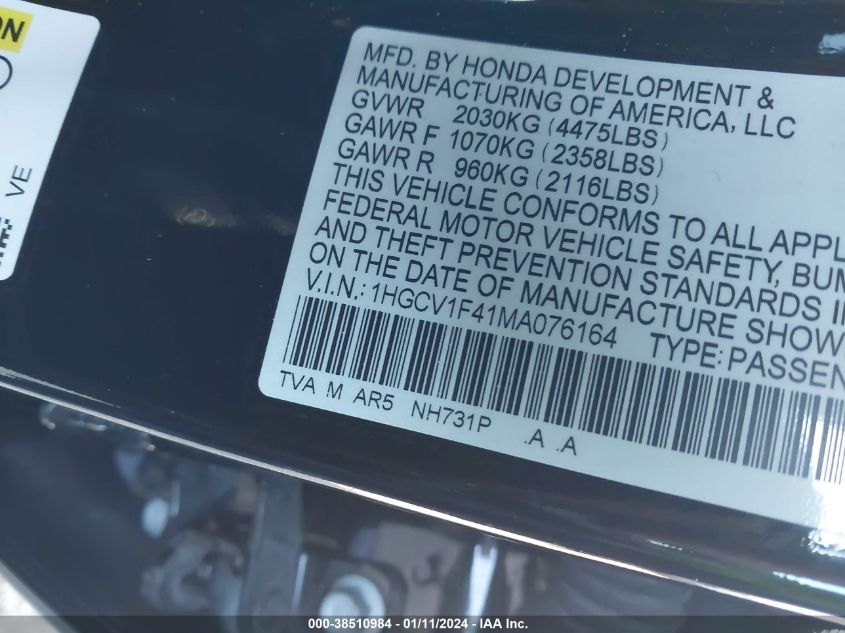 ON
VE
MFD. BY HONDA DEVELOPMENT &
MANUFACTURING OF AMERICA, LLC
GVWR 2030KG (4475LBS)
GAWR F 1070KG (2358LBS)
GAWR R 960KG (2116LBS)
THIS VEHICLE CONFORMS TO ALL APPL
FEDERAL MOTOR VEHICLE SAFETY, BUM
AND THEFT PREVENTION STANDARDS I
ON THE DATE OF MANUFACTURE SHOW
V.I.N.: 1HGCV1F41MA076164 TYPE: PASSEN
TVA M AR5 NH731P .A .A
000-38510984 - 01/11/2024 - IAA Inc.